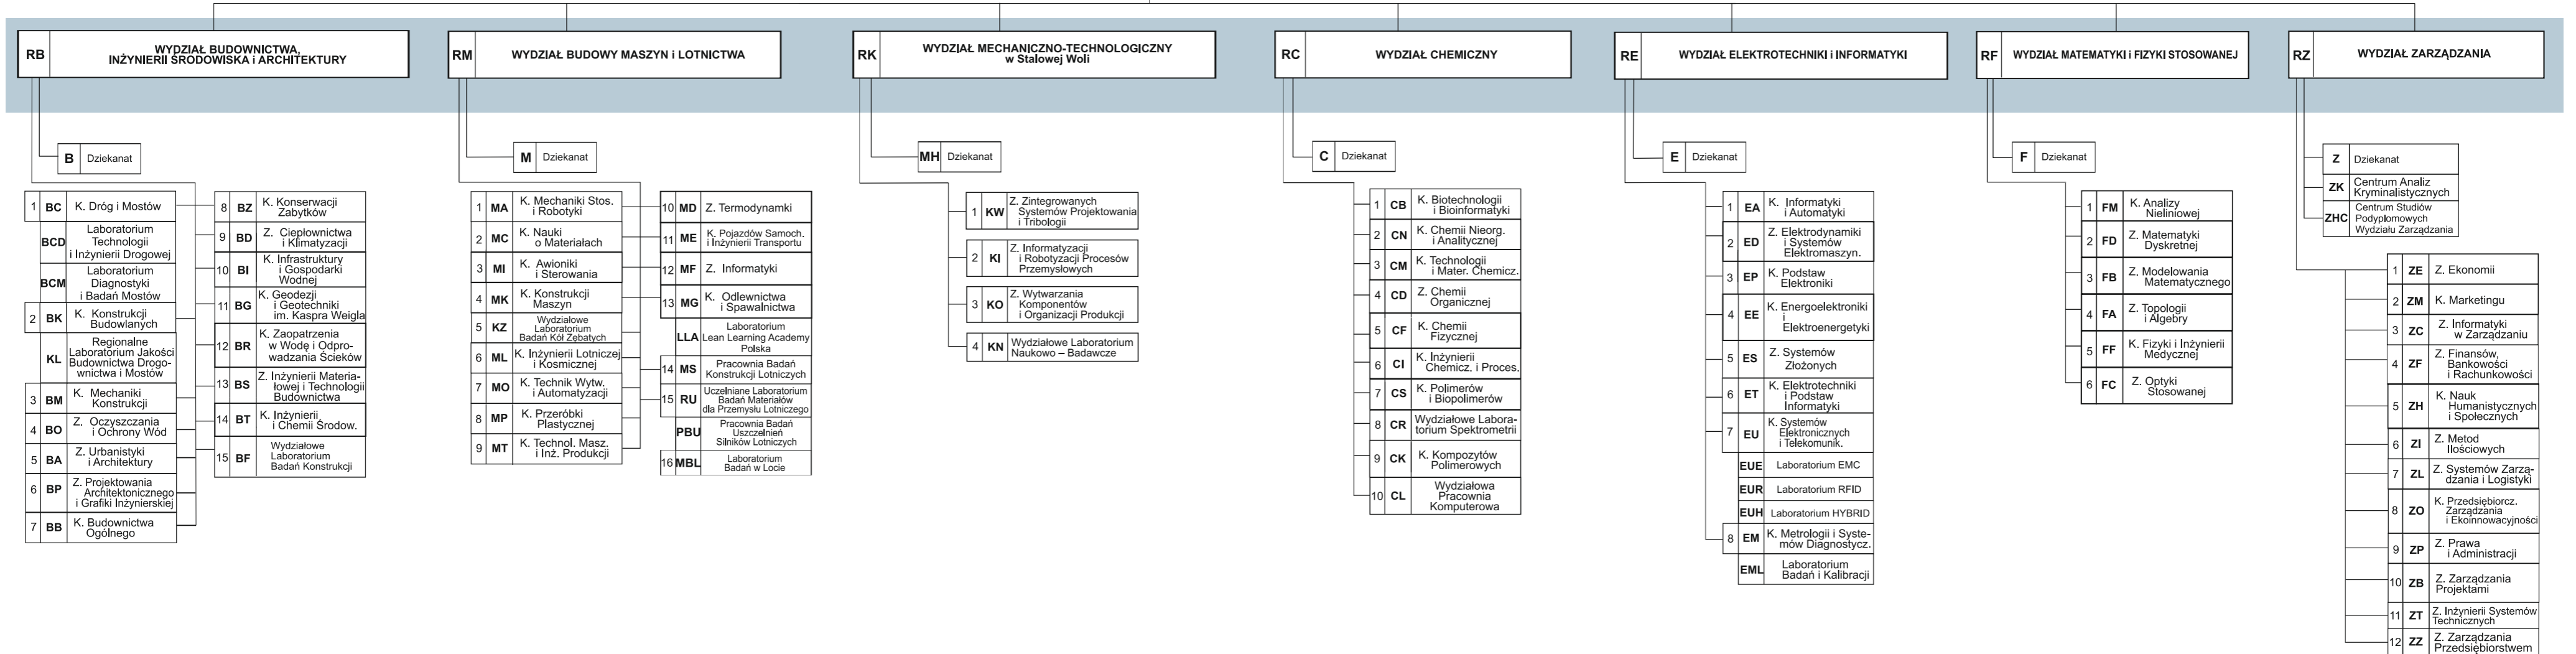 RB
WYDZIAŁ BUDOWNICTWA,
INŻYNIERII ŚRODOWISKA i ARCHITEKTURY
B Dziekanat
1 BC K. Dróg i Mostów
BCD Laboratorium
Technologii
i Inżynierii Drogowej
BCM Laboratorium
Diagnostyki
i Badań Mostów
2 BK K. Konstrukcji
Budowlanych
KL Regionalne
Laboratorium Jakości
Budownictwa Drogo-
wnictwa i Mostów
3 BM K. Mechaniki
Konstrukcji
4 BO Z. Oczyszczania
i Ochrony Wód
5 BA Z. Urbanistyki
i Architektury
6 BP Z. Projektowania
Architektonicznego
i Grafiki Inżynierskiej
7 BB K. Budownictwa
Ogólnego
8 BZ K. Konserwacji
Zabytków
9 BD Z. Ciepłownictwa
i Klimatyzacji
10 BI K. Infrastruktury
i Gospodarki
Wodnej
11 BG K. Geodezji
i Geotechniki
im. Kaspra Weigla
12 BR K. Zaopatrzenia
w Wodę i Odpro-
wadzania Ścieków
13 BS Z. Inżynierii Materia-
łowej i Technologii
Budownictwa
14 BT K. Inżynierii
i Chemii Środow.
15 BF Wydziałowe
Laboratorium
Badań Konstrukcji
RM WYDZIAŁ BUDOWY MASZYN i LOTNICTWA
M Dziekanat
1 MA K. Mechaniki Stos.
i Robotyki
2 MC K. Nauki
o Materiałach
3 MI K. Awioniki
i Sterowania
4 MK K. Konstrukcji
Maszyn
5 KZ Wydziałowe
Laboratorium
Badań Kół Zębatych
6 ML K. Inżynierii Lotniczej
i Kosmicznej
7 MO K. Technik Wytw.
i Automatyzacji
8 MP K. Przeróbki
Plastycznej
9 MT K. Technol. Masz.
i Inż. Produkcji
10 MD Z. Termodynamki
11 ME K. Pojazdów Samoch.
i Inżynierii Transportu
12 MF Z. Informatyki
13 MG K. Odlewnictwa
i Spawalnictwa
LLA Laboratorium
Lean Learning Academy
Polska
14 MS Pracownia Badań
Konstrukcji Lotniczych
15 RU Uczelniane Laboratorium
Badań Materiałów
dla Przemysłu Lotniczego
PBU Pracownia Badań
Uszczelnień
Silników Lotniczych
16 MBL Laboratorium
Badań w Locie
RK WYDZIAŁ MECHANICZNO-TECHNOLOGICZNY
w Stalowej Woli
MH Dziekanat
1 KW Z. Zintegrowanych
Systemów Projektowania
i Tribologii
2 KI Z. Informatyzacji
i Robotyzacji Procesów
Przemysłowych
3 KO Z. Wytwarzania
Komponentów
i Organizacji Produkcji
4 KN Wydziałowe Laboratorium
Naukowo – Badawcze
RC WYDZIAŁ CHEMICZNY
C Dziekanat
1 CB K. Biotechnologii
i Bioinformatyki
2 CN K. Chemii Nieorg.
i Analitycznej
3 CM K. Technologii
i Mater. Chemicz.
4 CD Z. Chemii
Organicznej
5 CF K. Chemii
Fizycznej
6 CI K. Inżynierii
Chemicz. i Proces.
7 CS K. Polimerów
i Biopolimerów
8 CR Wydziałowe Labora-
torium Spektrometrii
9 CK K. Kompozytów
Polimerowych
10 CL Wydziałowa
Pracownia
Komputerowa
RE WYDZIAŁ ELEKTROTECHNIKI i INFORMATYKI
E Dziekanat
1 EA K. Informatyki
i Automatyki
2 ED Z. Elektrodynamiki
i Systemów
Elektromaszyn.
3 EP K. Podstaw
Elektroniki
4 EE K. Energoelektroniki
i
Elektroenergetyki
5 ES Z. Systemów
Złożonych
6 ET K. Elektrotechniki
i Podstaw
Informatyki
7 EU K. Systemów
Elektronicznych
i Telekomunik.
EUE Laboratorium EMC
EUR Laboratorium RFID
EUH Laboratorium HYBRID
8 EM K. Metrologii i Syste-
mów Diagnostycz.
EML Laboratorium
Badań i Kalibracji
RF WYDZIAŁ MATEMATYKI i FIZYKI STOSOWANEJ
F Dziekanat
1 FM K. Analizy
Nieliniowej
2 FD Z. Matematyki
Dyskretnej
3 FB Z. Modelowania
Matematycznego
4 FA Z. Topologii
i Algebry
5 FF K. Fizyki i Inżynierii
Medycznej
6 FC Z. Optyki
Stosowanej
RZ WYDZIAŁ ZARZĄDZANIA
Z Dziekanat
ZK Centrum Analiz
Kryminalistycznych
ZHC Centrum Studiów
Podyplomowych
Wydziału Zarządzania
1 ZE Z. Ekonomii
2 ZM K. Marketingu
3 ZC Z. Informatyki
w Zarządzaniu
4 ZF Z. Finansów,
Bankowości
i Rachunkowości
5 ZH K. Nauk
Humanistycznych
i Społecznych
6 ZI Z. Metod
Ilościowych
7 ZL Z. Systemów Zarzą-
dzania i Logistyki
8 ZO K. Przedsiębiorcz.
Zarządzania
i Ekoinnowacyjności
9 ZP Z. Prawa
i Administracji
10 ZB Z. Zarządzania
Projektami
11 ZT Z. Inżynierii Systemów
Technicznych
12 ZZ Z. Zarządzania
Przedsiębiorstwem